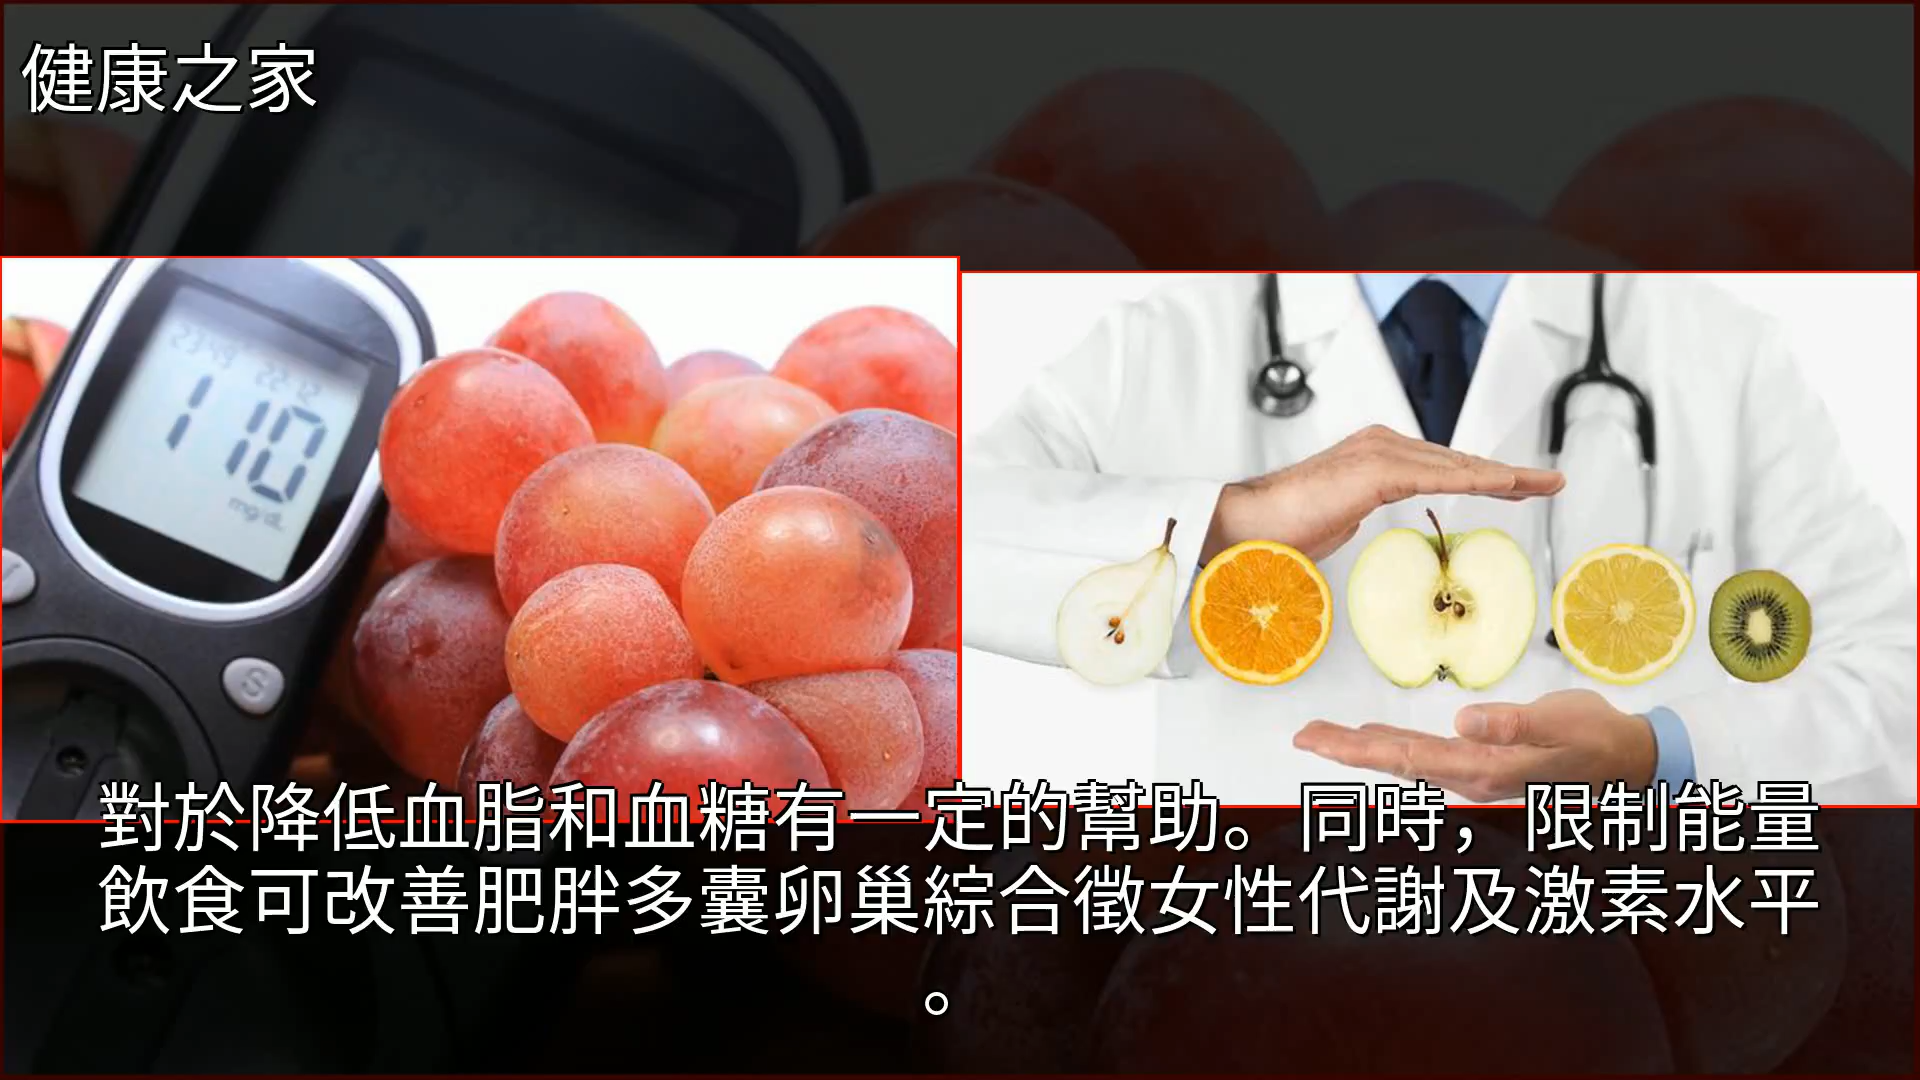 健康之家
110
mg/dL
S
對於降低血脂和血糖有一定的幫助。同時，限制能量
飲食可改善肥胖多囊卵巢綜合徵女性代謝及激素水平
。